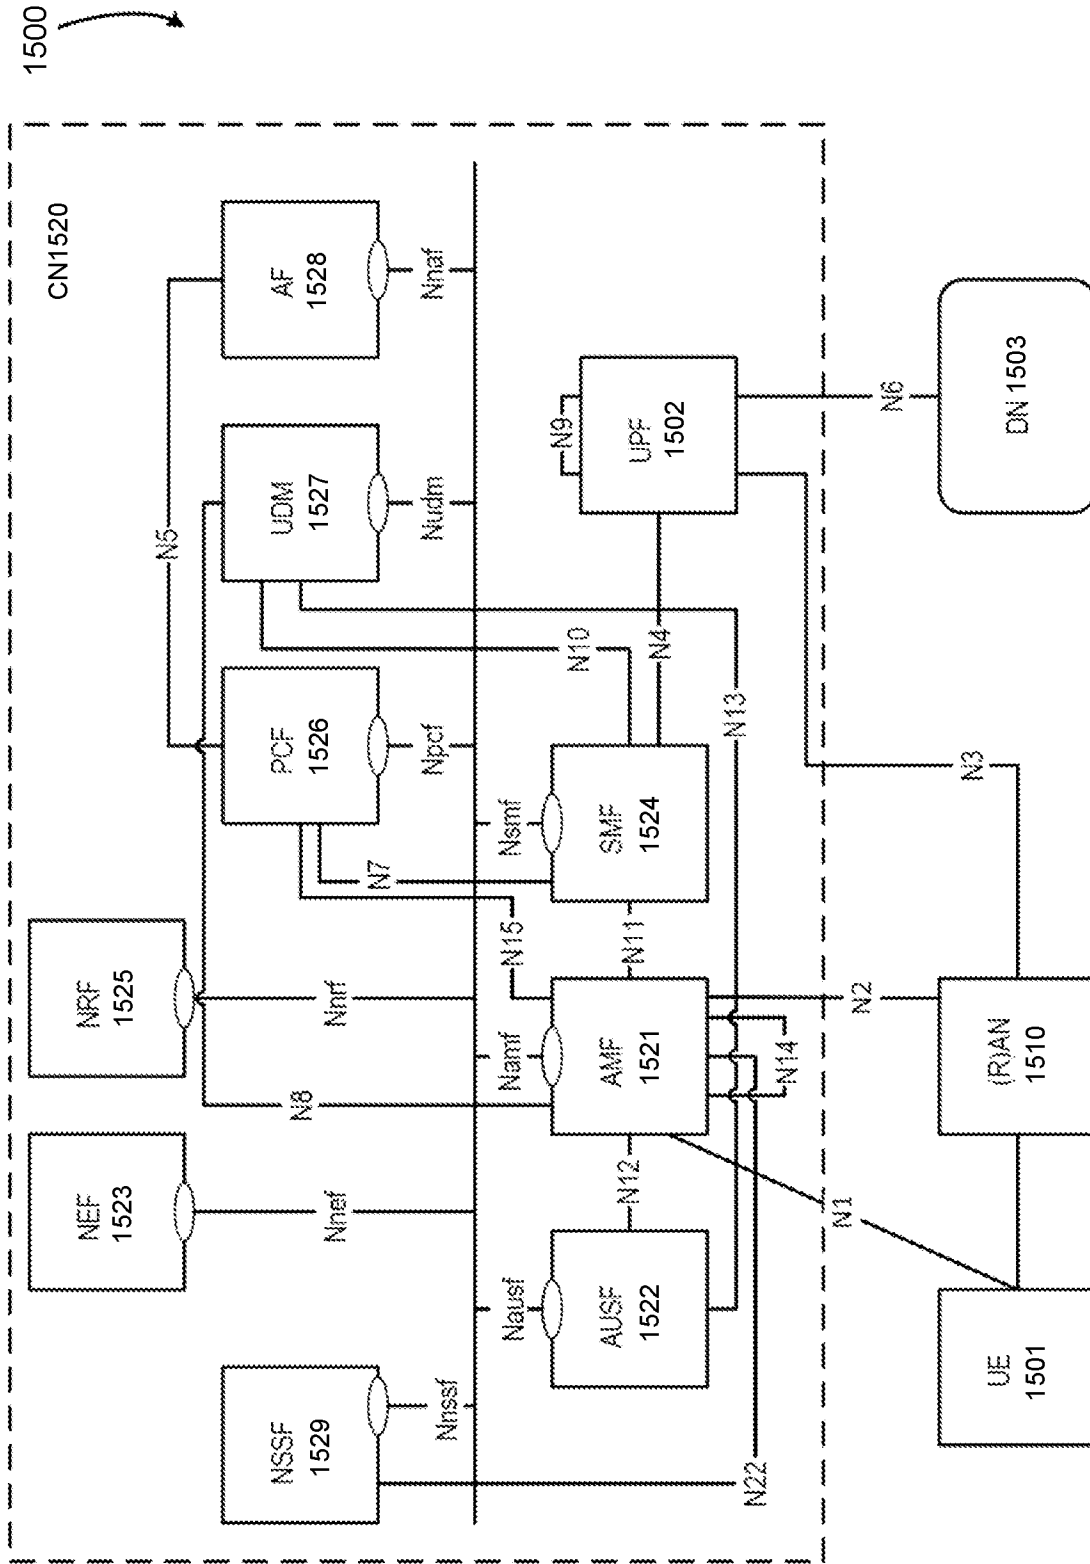 1500
CN1520
NSSF
1529
NEF
1523
NRF
1525
PCF
1526
UDM
1527
AF
1528
N5
N8
N7
N15
N10
Nnssf
Nnef
Nnrf
Npcf
Nudm
Nnaf
Nausf
Namf
Nsmf
AUSF
1522
N12
AMF
1521
N11
SMF
1524
N4
UPF
1502
N9
N13
N22
N14
N1
N2
N3
N6
UE
1501
(R)AN
1510
DN 1503